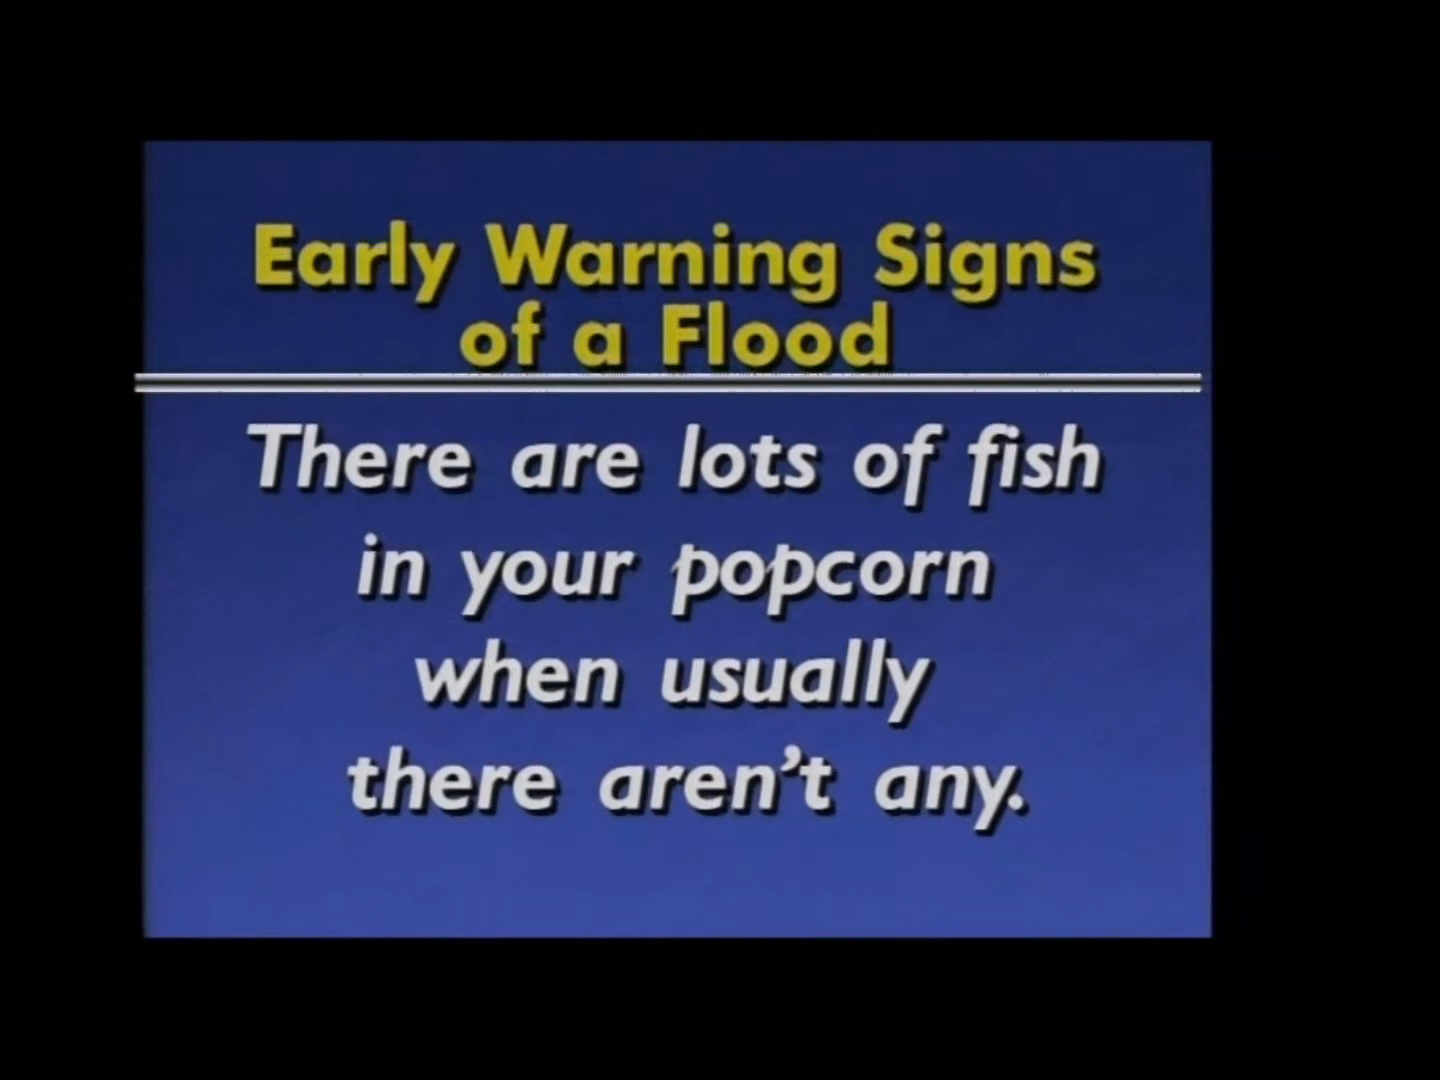 Early Warning Signs
of a Flood
There are lots of fish
in your popcorn
when usually
there aren't any.